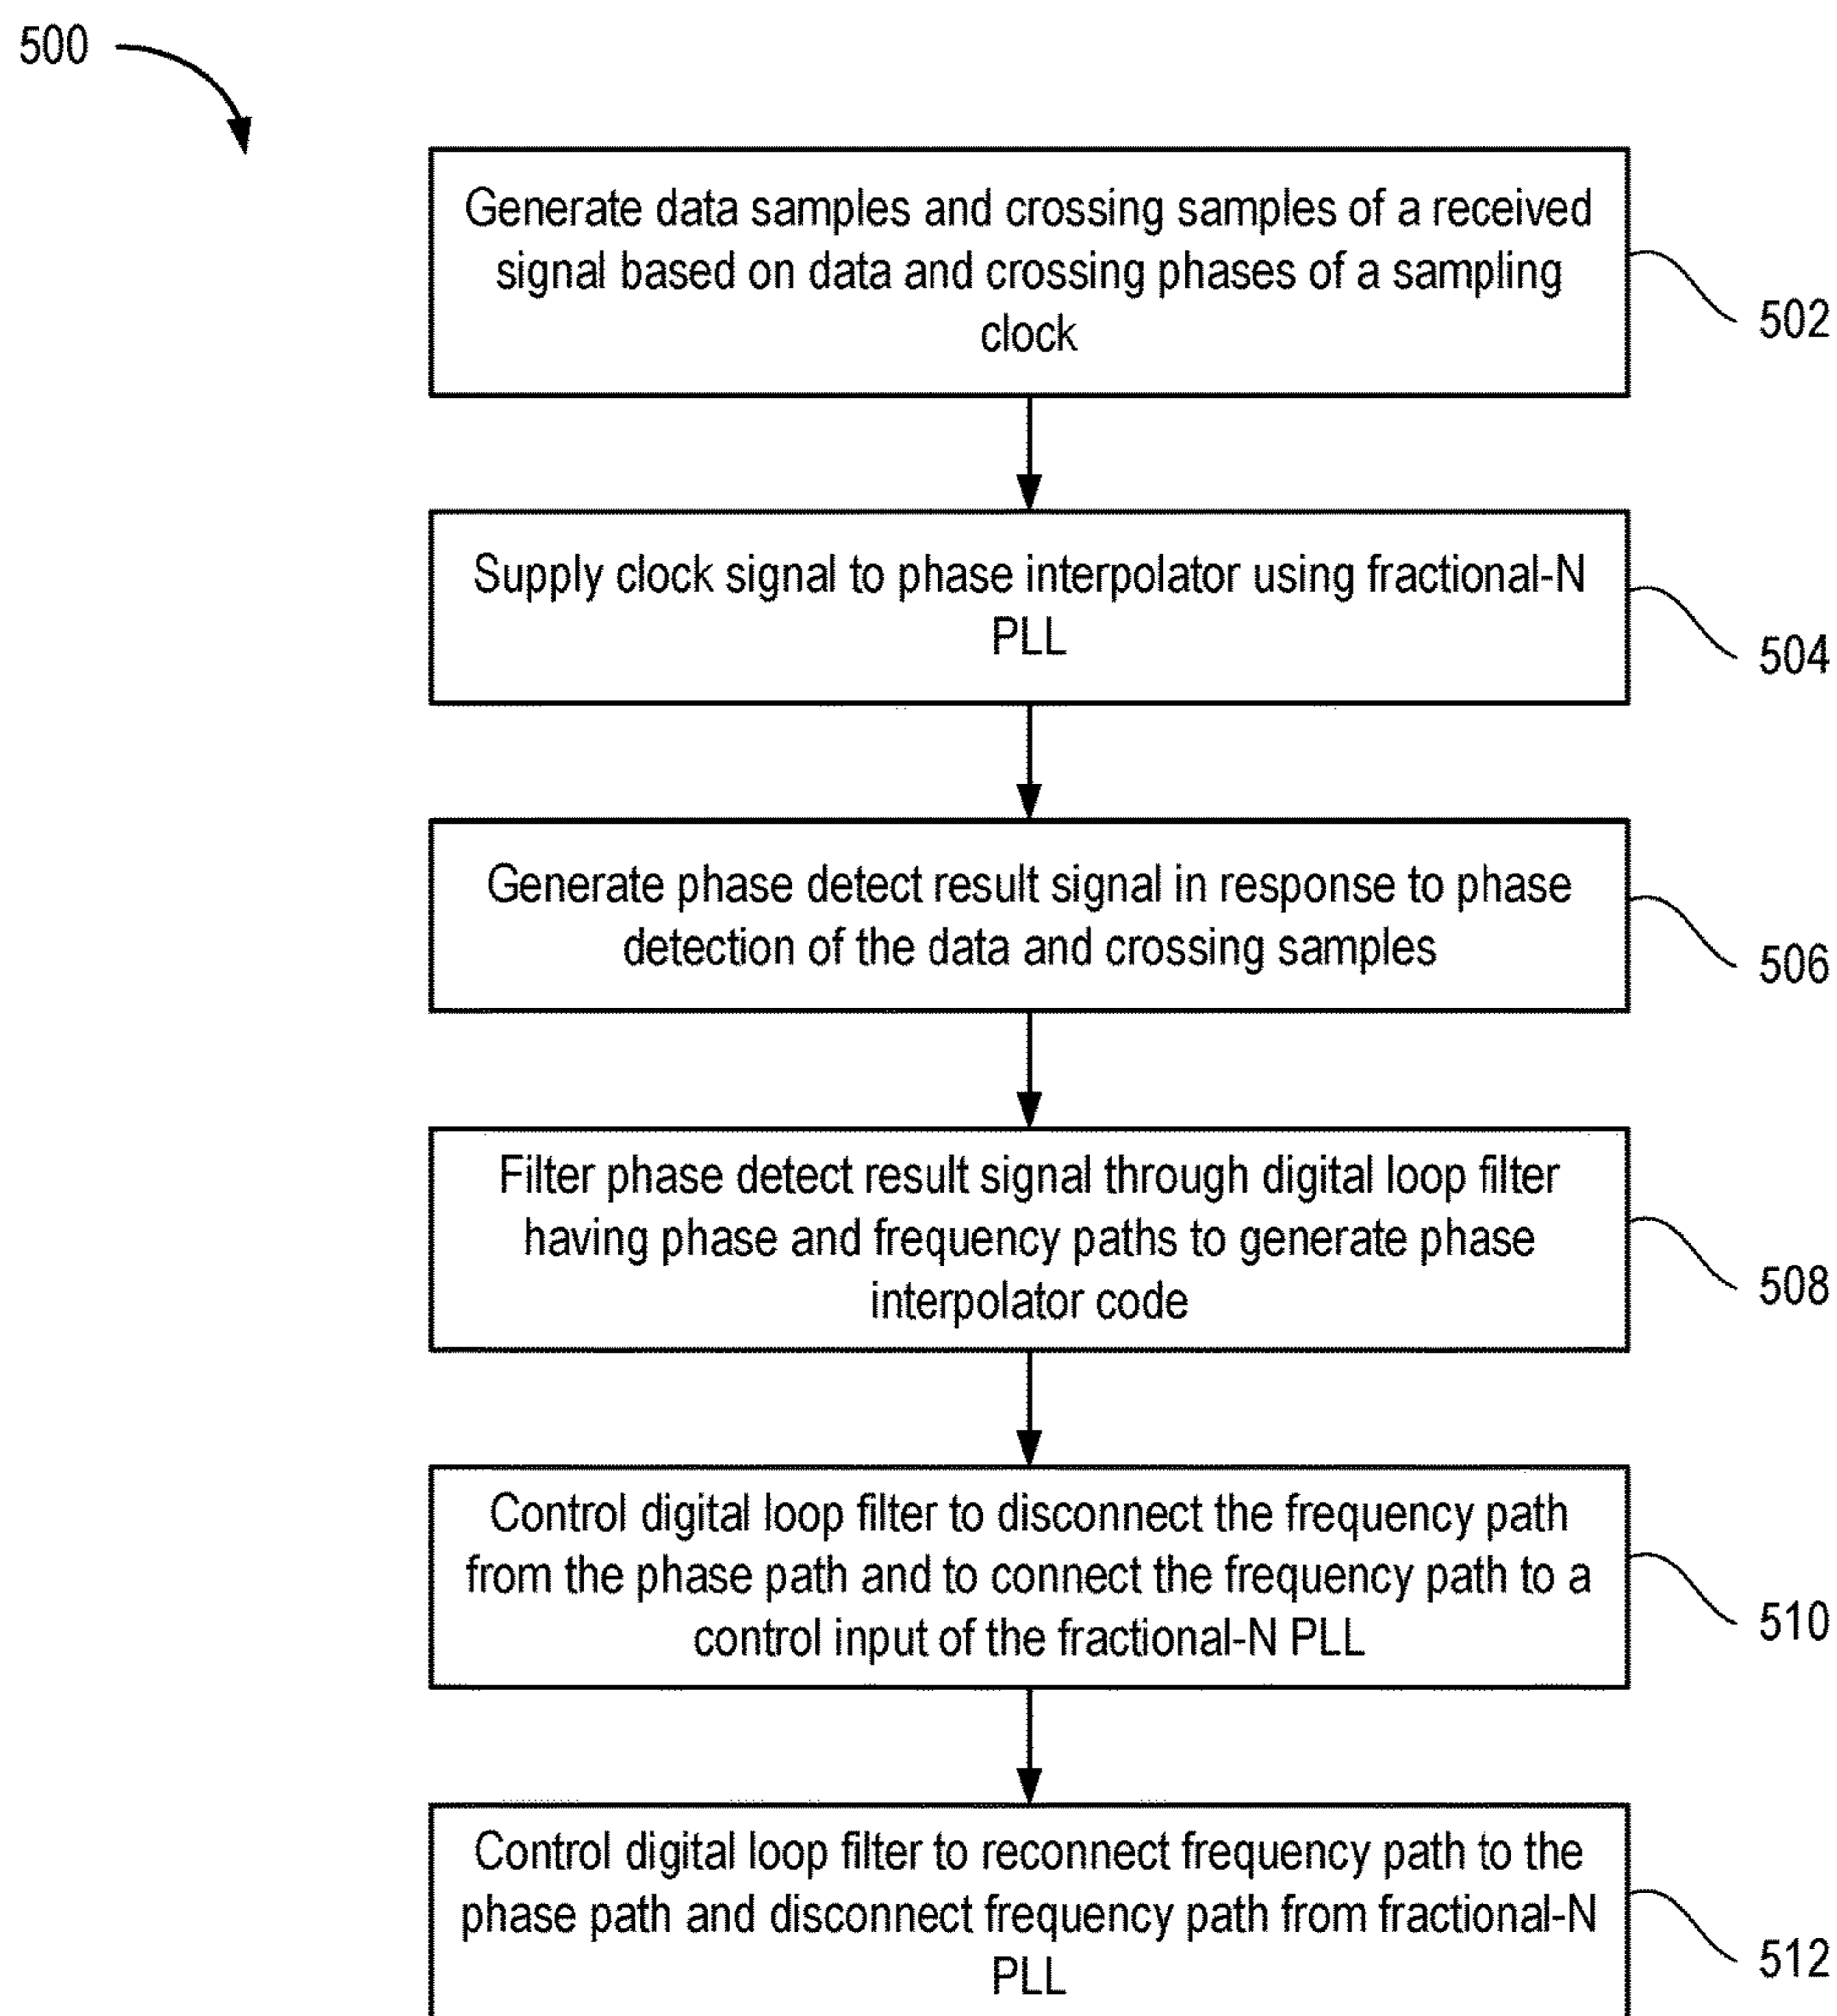 500
Generate data samples and crossing samples of a received
signal based on data and crossing phases of a sampling
clock
502
Supply clock signal to phase interpolator using fractional-N
PLL
504
Generate phase detect result signal in response to phase
detection of the data and crossing samples
506
Filter phase detect result signal through digital loop filter
having phase and frequency paths to generate phase
interpolator code
508
Control digital loop filter to disconnect the frequency path
from the phase path and to connect the frequency path to a
control input of the fractional-N PLL
510
Control digital loop filter to reconnect frequency path to the
phase path and disconnect frequency path from fractional-N
PLL
512